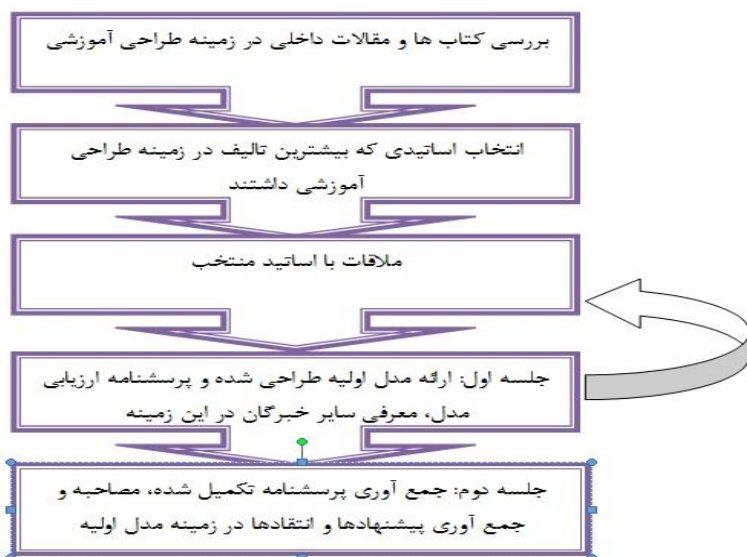 بررسی کتاب ها و مقالات داخلی در زمینه طراحی آموزشی
انتخاب اساتیدی که بیشترین تالیف در زمینه طراحی
آموزشی داشتند
ملاقات با اساتید منتخب
جلسه اول: ارائه مدل اولیه طراحی شده و پرسشنامه ارزیابی
مدل، معرفی سایر خبرگان در این زمینه
جلسه دوم: جمع آوری پرسشنامه تکمیل شده، مصاحبه و
جمع آوری پیشنهادها و انتقادها در زمینه مدل اولیه